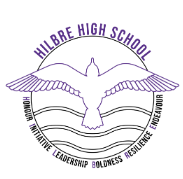 HILBRE HIGH SCHOOL
HONOUR INITIATIVE LEADERSHIP BOLDNESS RESILIENCE ENDEAVOUR